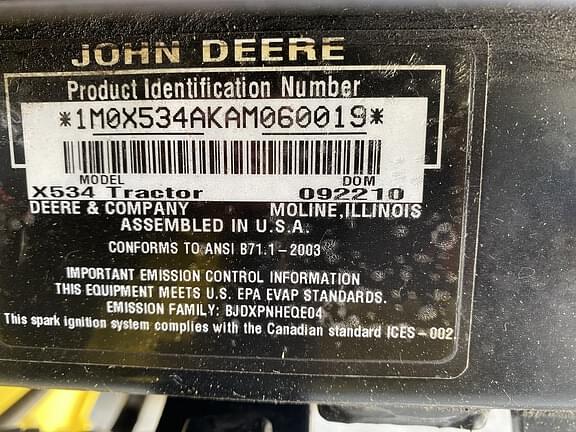 JOHN DEERE
Product Identification Number
*1M0X534AKAM060019*
MODEL DOM
X534 Tractor 092210
DEERE & COMPANY MOLINE, ILLINOIS
ASSEMBLED IN U.S.A.
CONFORMS TO ANSI B71.1-2003
IMPORTANT EMISSION CONTROL INFORMATION
THIS EQUIPMENT MEETS U.S. EPA EVAP STANDARDS.
EMISSION FAMILY: BJDXPNHEQE04
This spark ignition system complies with the Canadian standard ICES-002